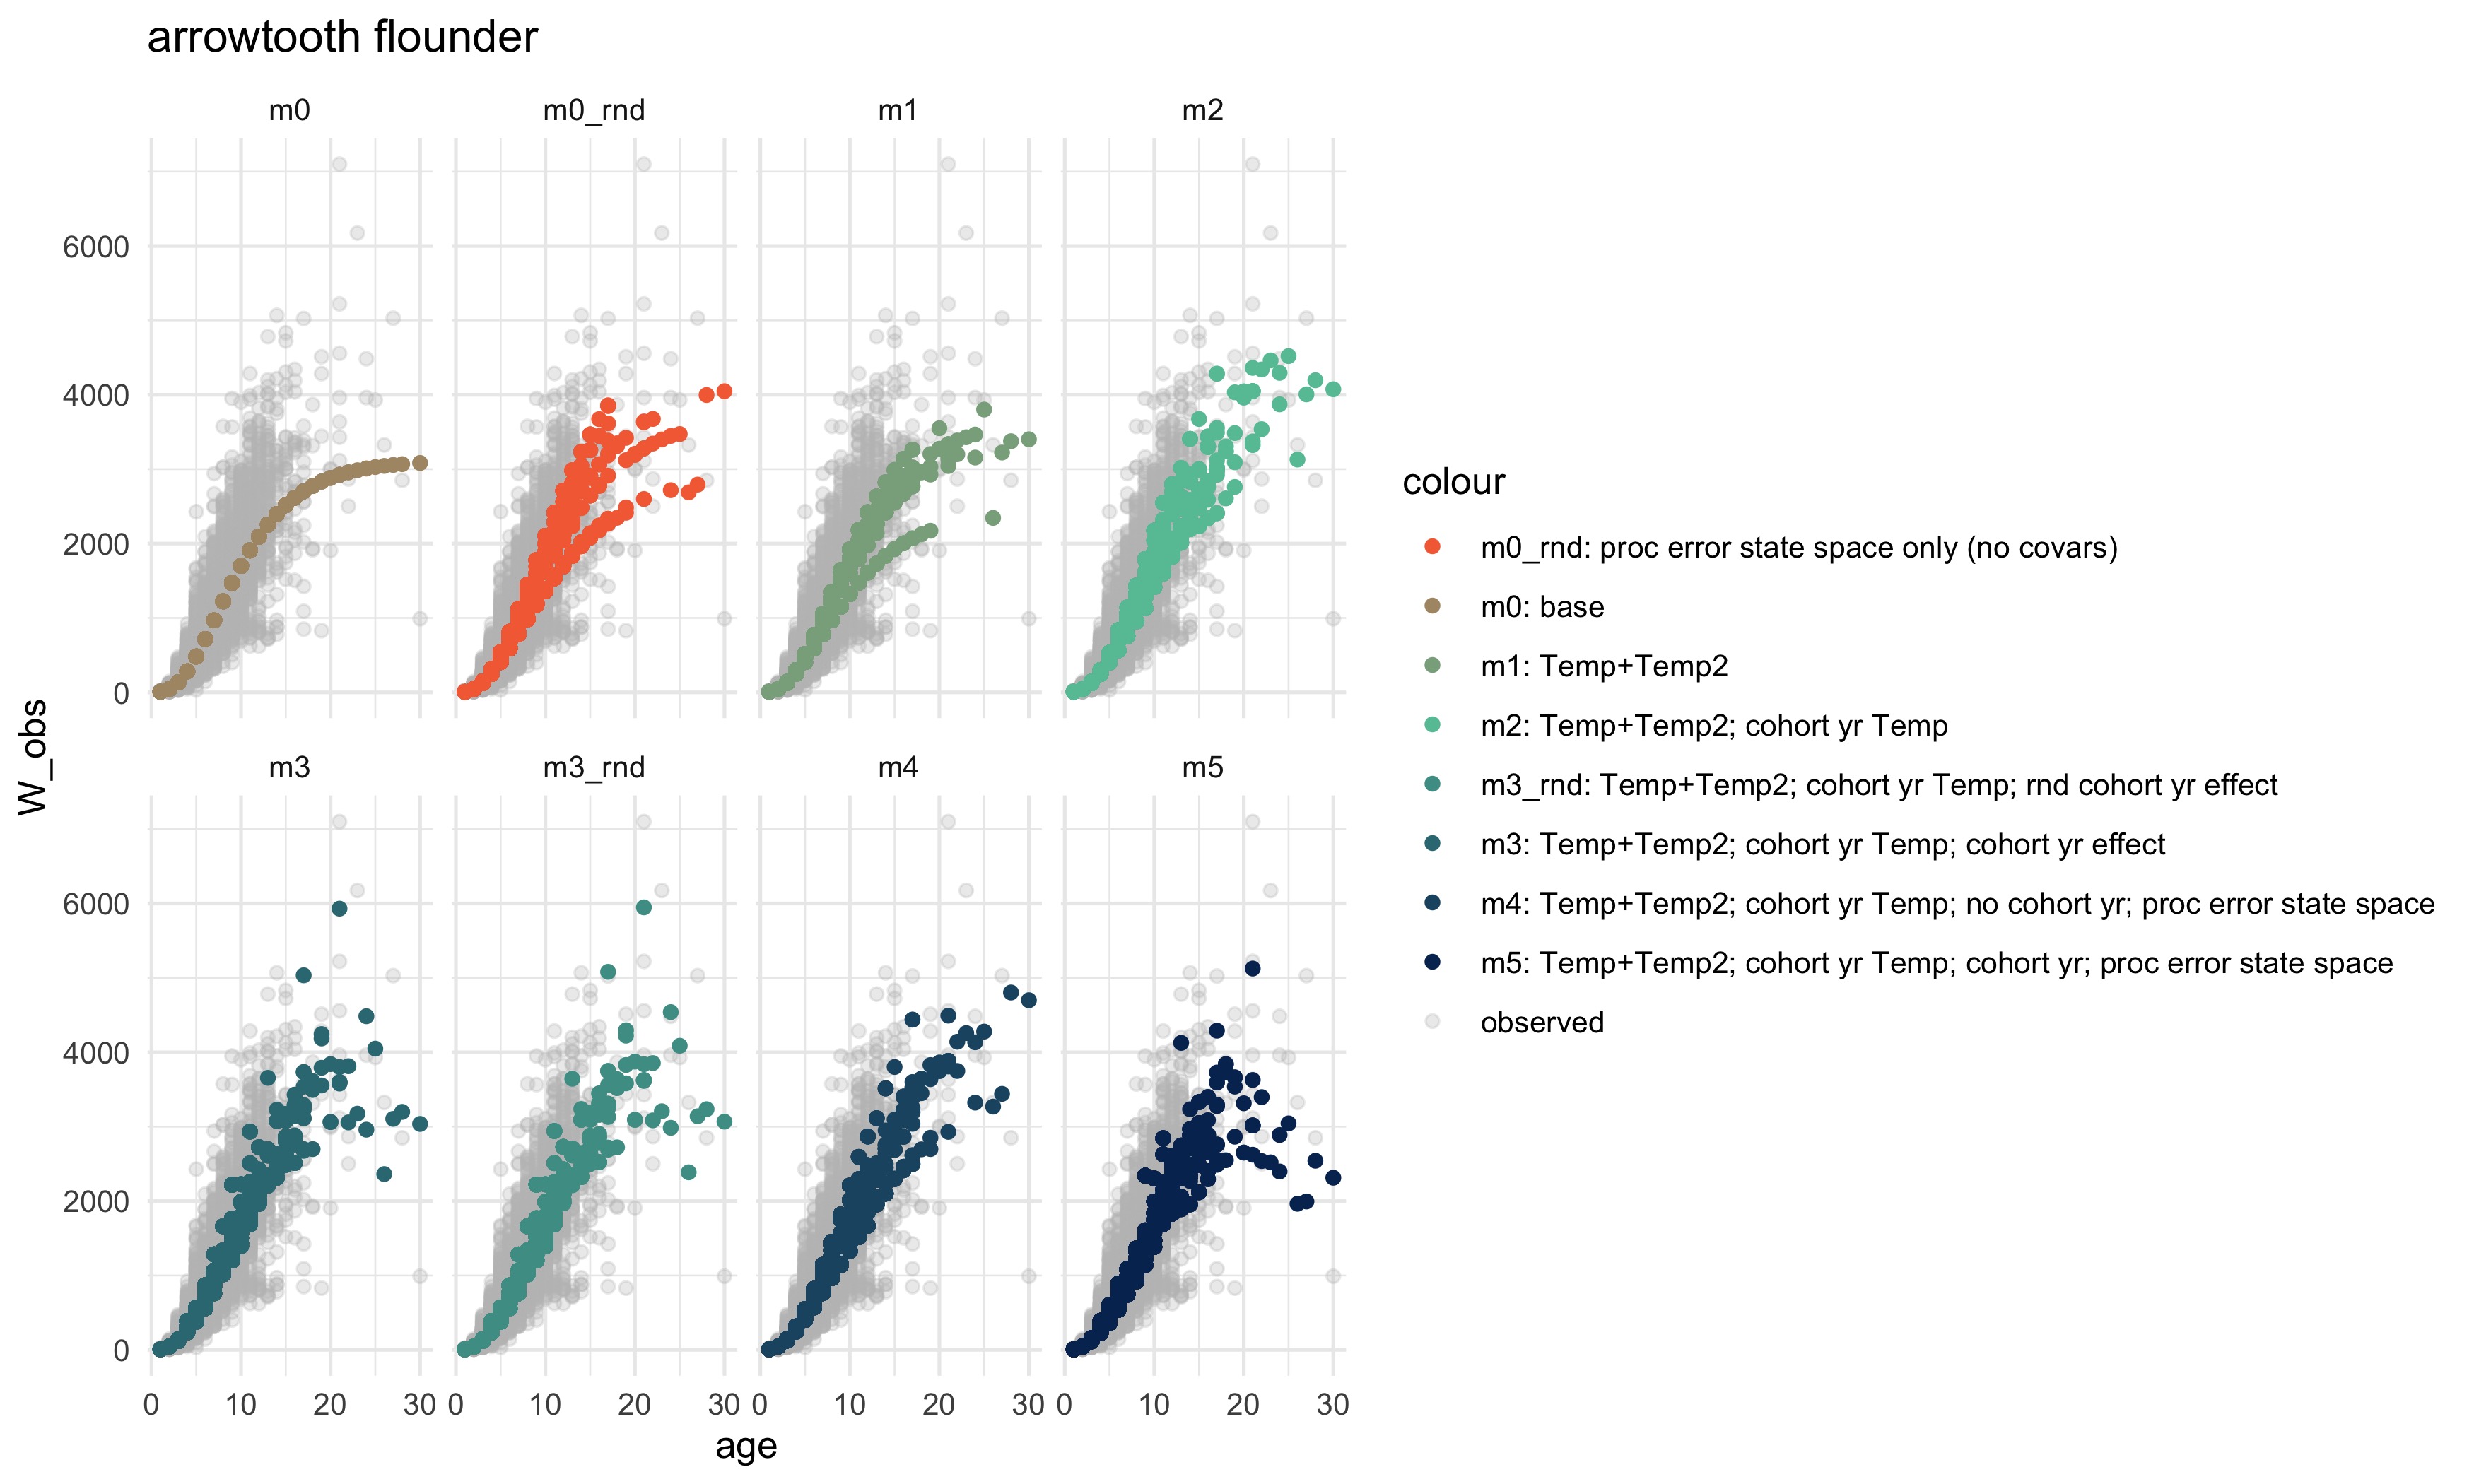 arrowtooth flounder
m0 m0_rnd m1 m2
6000
4000
2000
0
W_obs
m3 m3_rnd m4 m5
6000
4000
2000
0
0 10 20 30 0 10 20 30 0 10 20 30 0 10 20 30
age
colour
m0_rnd: proc error state space only (no covars)
m0: base
m1: Temp+Temp2
m2: Temp+Temp2; cohort yr Temp
m3_rnd: Temp+Temp2; cohort yr Temp; rnd cohort yr effect
m3: Temp+Temp2; cohort yr Temp; cohort yr effect
m4: Temp+Temp2; cohort yr Temp; no cohort yr; proc error state space
m5: Temp+Temp2; cohort yr Temp; cohort yr; proc error state space
observed